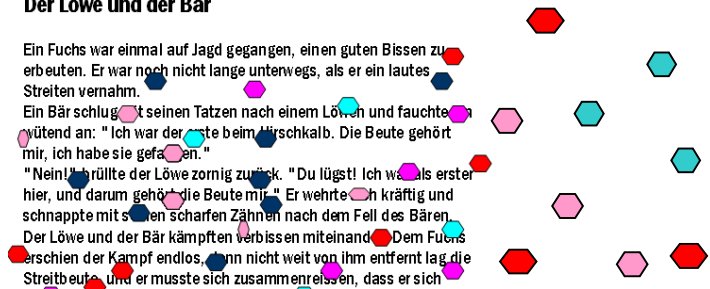 Der Löwe und der Bär
Ein Fuchs war einmal auf Jagd gegangen, einen guten Bissen zu
erbeuten. Er war noch nicht lange unterwegs, als er ein lautes
Streiten vernahm.
Ein Bär schlug mit seinen Tatzen nach einem Löwen und fauchte ihn
wütend an: "Ich war der erste beim Hirschkalb. Die Beute gehört
mir, ich habe sie gefangen."
"Nein!" brüllte der Löwe zornig zurück. "Du lügst! Ich war als erster
hier, und darum gehört die Beute mir." Er wehrte sich kräftig und
schnappte mit seinen scharfen Zähnen nach dem Fell des Bären.
Der Löwe und der Bär kämpften verbissen miteinander. Dem Fuchs
erschien der Kampf endlos, denn nicht weit von ihm entfernt lag die
Streitbeute, und er musste sich zusammenreissen, dass er sich